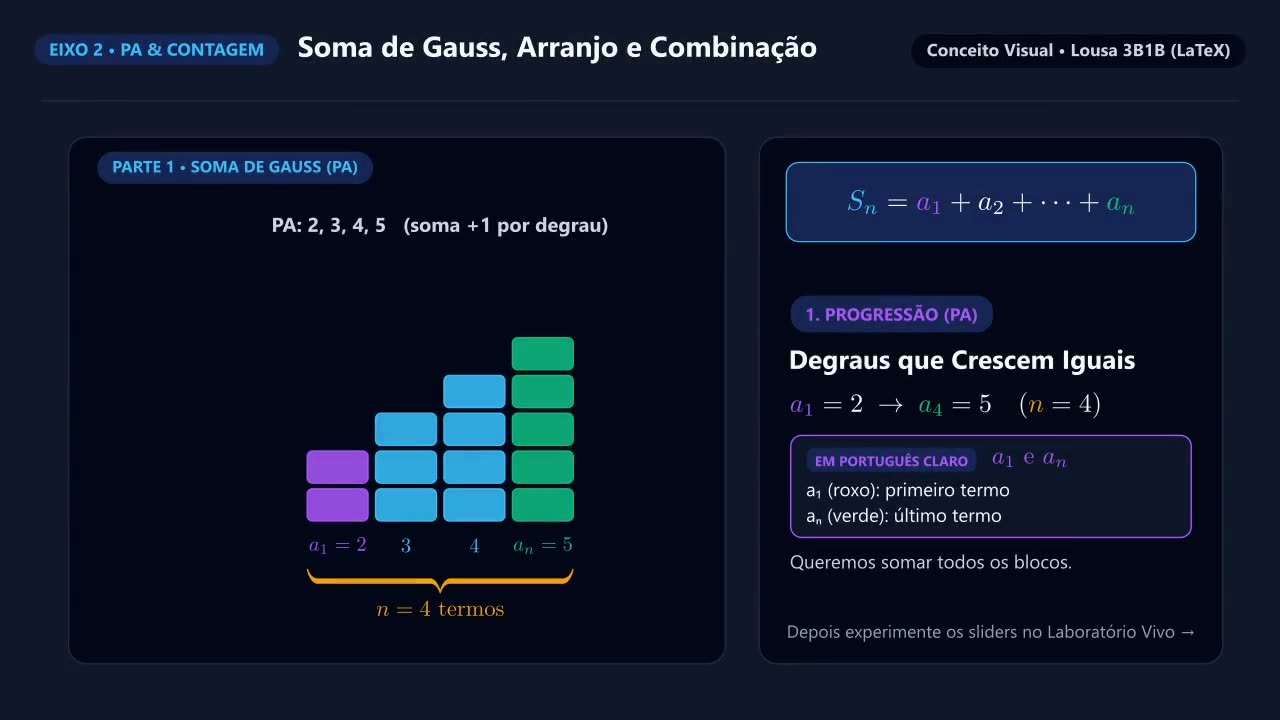 EIXO 2 • PA & CONTAGEM
Soma de Gauss, Arranjo e Combinação
Conceito Visual • Lousa 3B1B (LaTeX)
PARTE 1 • SOMA DE GAUSS (PA)
PA: 2, 3, 4, 5 (soma +1 por degrau)
a₁ = 2 3 4 aₙ = 5
n = 4 termos
Sₙ = a₁ + a₂ + ⋯ + aₙ
1. PROGRESSÃO (PA)
Degraus que Crescem Iguais
a₁ = 2 → a₄ = 5 (n = 4)
EM PORTUGUÊS CLARO a₁ e aₙ
a₁ (roxo): primeiro termo
aₙ (verde): último termo
Queremos somar todos os blocos.
Depois experimente os sliders no Laboratório Vivo →